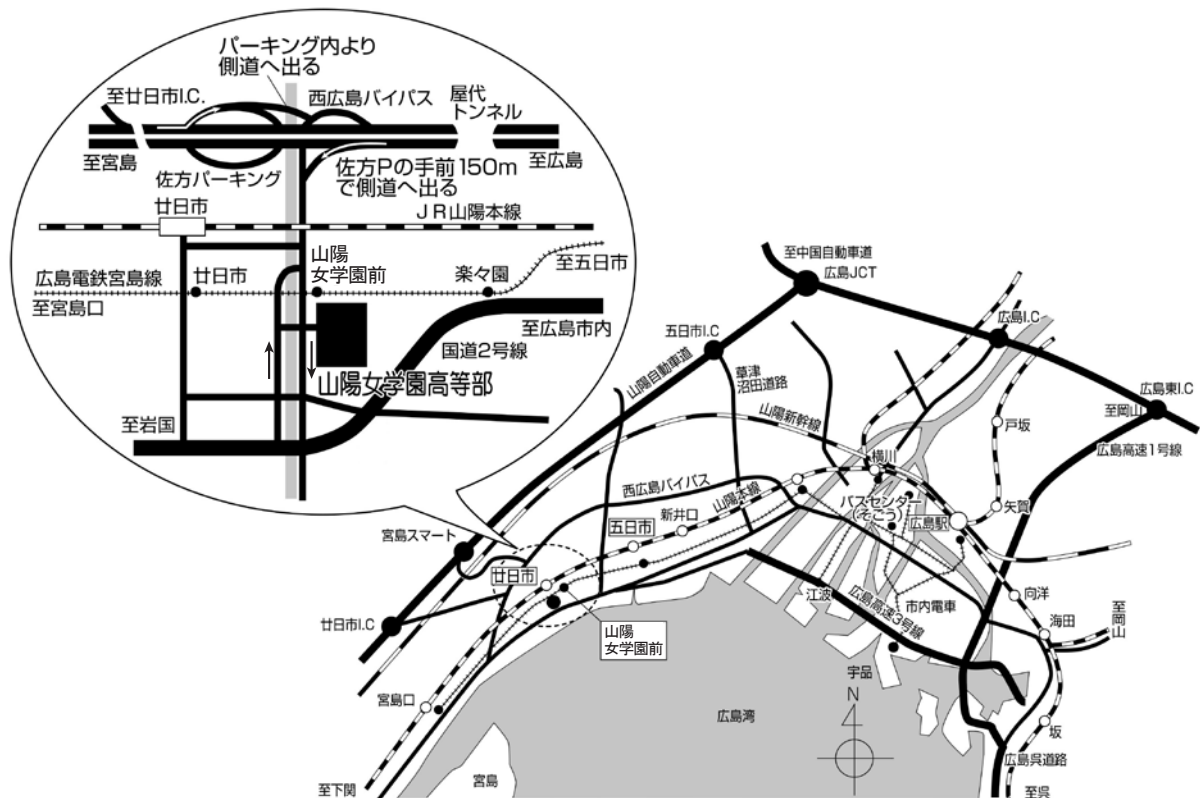 パーキング内より
側道へ出る
至廿日市I.C.
西広島バイパス
屋代
トンネル
至宮島
至広島
佐方パーキング
佐方Pの手前150m
で側道へ出る
廿日市
JR山陽本線
山陽
女学園前
広島電鉄宮島線
廿日市
楽々園
至五日市
至宮島口
至広島市内
国道2号線
山陽女学園高等部
至岩国
至中国自動車道
広島JCT
広島I.C
五日市I.C
山陽自動車道
草津
沼田道路
広島東I.C
至岡山
山陽新幹線
戸坂
広島高速1号線
横川
西広島バイパス
山陽本線
バスセンター
(そごう)
矢賀
新井口
五日市
広島駅
宮島スマート
廿日市
江波
広島高速3号線
市内電車
向洋
海田
至岡山
廿日市I.C
山陽
女学園前
宇品
N
宮島口
広島湾
坂
広島呉道路
宮島
至下関
至呉